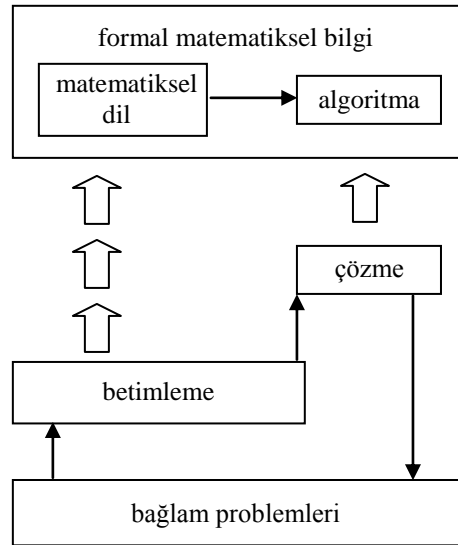 formal matematiksel bilgi
matematiksel
dil
algoritma
çözme
betimleme
bağlam problemleri